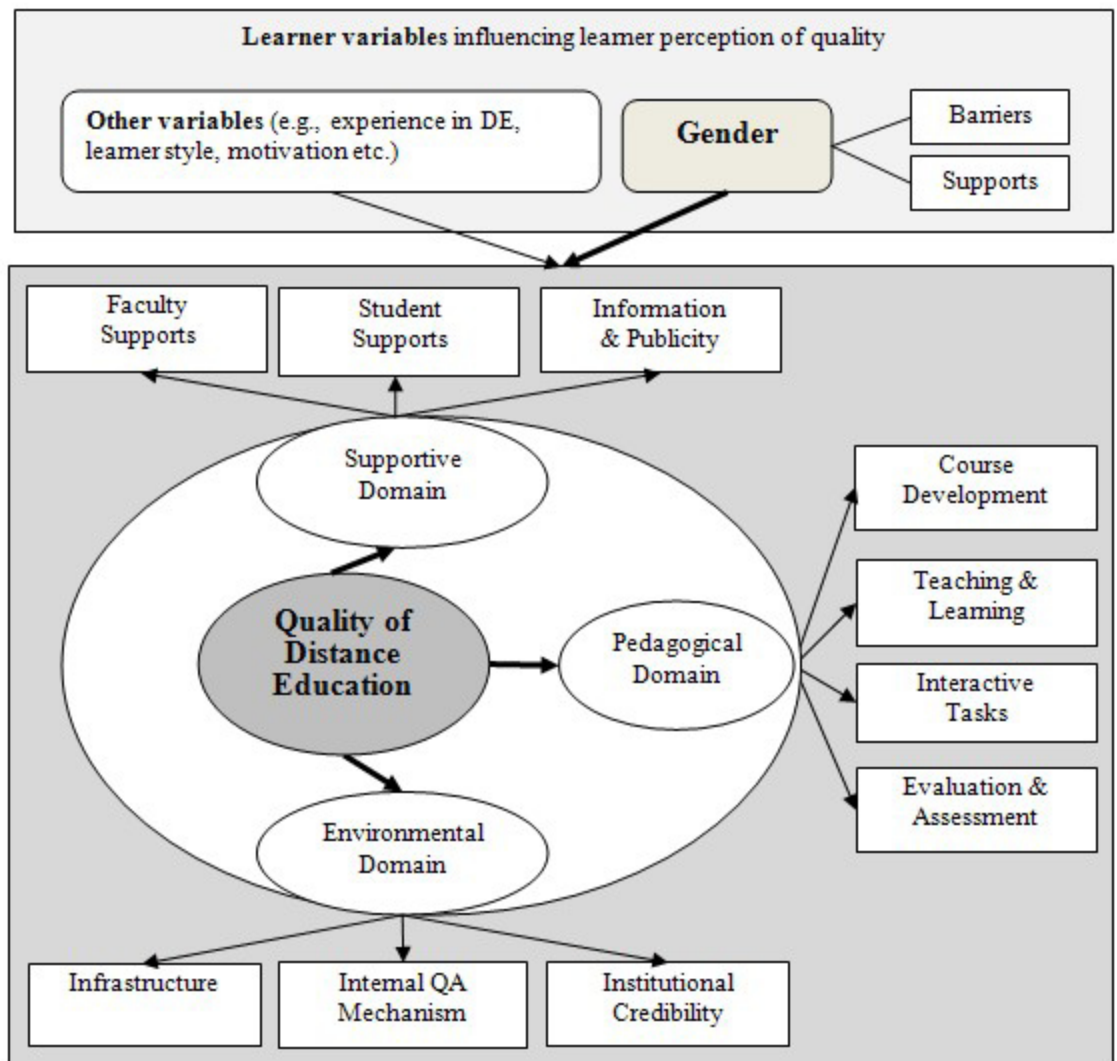 Learner variables influencing learner perception of quality
Other variables (e.g., experience in DE,
learner style, motivation etc.)
Gender
Barriers
Supports
Faculty
Supports
Student
Supports
Information
& Publicity
Supportive
Domain
Course
Development
Teaching &
Learning
Quality of
Distance
Education
Pedagogical
Domain
Interactive
Tasks
Evaluation &
Assessment
Environmental
Domain
Infrastructure
Internal QA
Mechanism
Institutional
Credibility